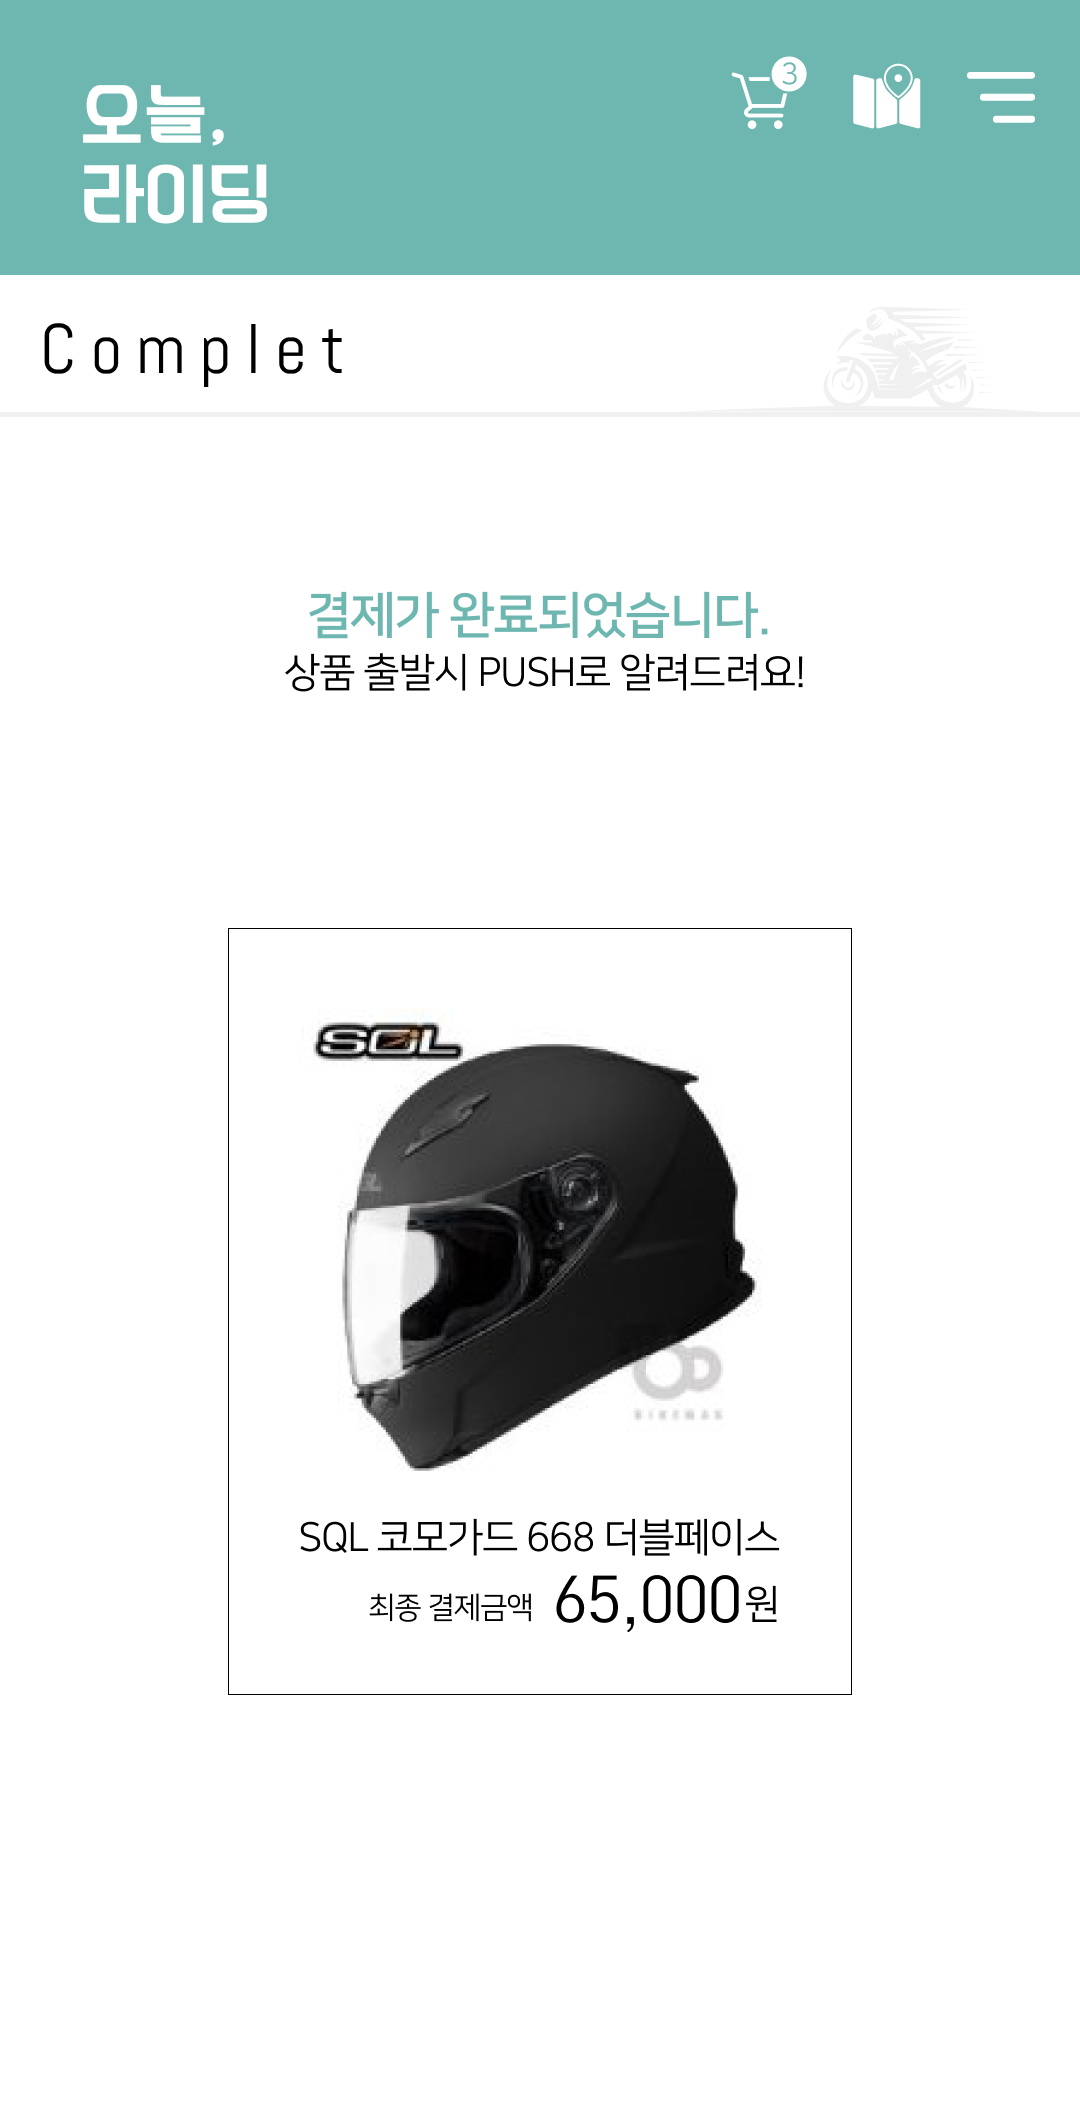 오늘,
라이딩
3
Complet
결제가 완료되었습니다.
상품 출발시 PUSH로 알려드려요!
SOL
BIKEMAX
SQL 코모가드 668 더블페이스
최종 결제금액 65,000원